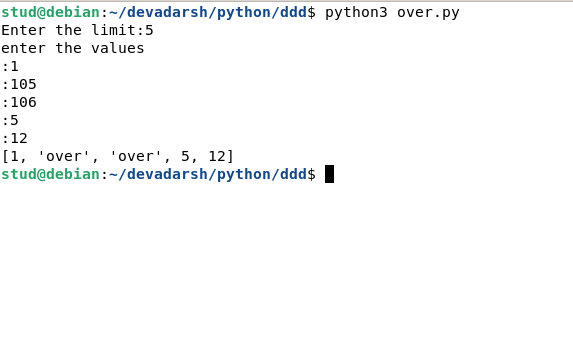 stud@debian:~/devadarsh/python/ddd$ python3 over.py
Enter the limit:5
enter the values
:1
:105
:106
:5
:12
[1, 'over', 'over', 5, 12]
stud@debian:~/devadarsh/python/ddd$